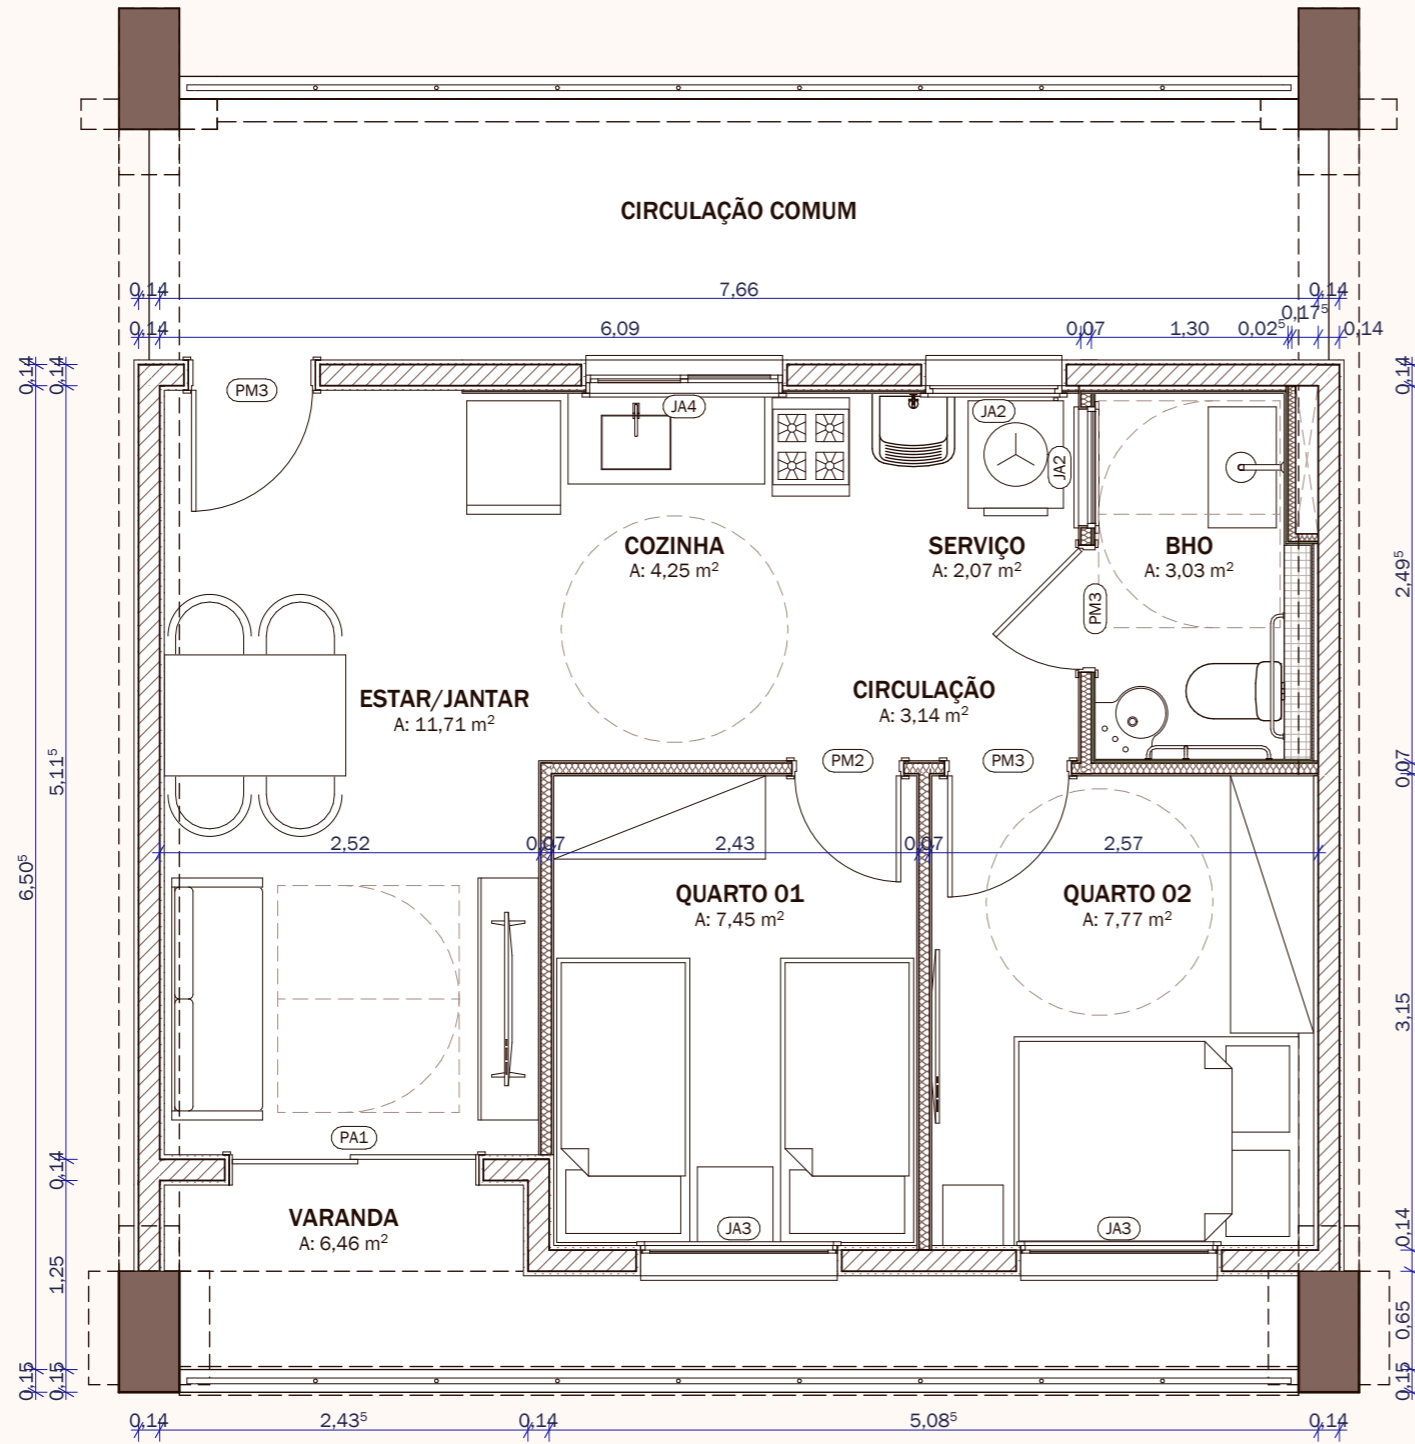 CIRCULAÇÃO COMUM
0,14
7,66
0,14
0,14
6,09
0,07
1,30
0,02⁵
0,17⁵
0,14
0,14
0,14
0,14
PM3
JA4
JA2
JA2
COZINHA
A: 4,25 m²
SERVIÇO
A: 2,07 m²
BHO
A: 3,03 m²
2,49⁵
PM3
ESTAR/JANTAR
A: 11,71 m²
CIRCULAÇÃO
A: 3,14 m²
5,11⁵
PM2
PM3
0,07
2,52
0,07
2,43
0,07
2,57
6,50⁵
QUARTO 01
A: 7,45 m²
QUARTO 02
A: 7,77 m²
3,15
PA1
0,14
VARANDA
A: 6,46 m²
JA3
JA3
0,14
1,25
0,65
0,15
0,15
0,15
0,14
2,43⁵
0,14
5,08⁵
0,14